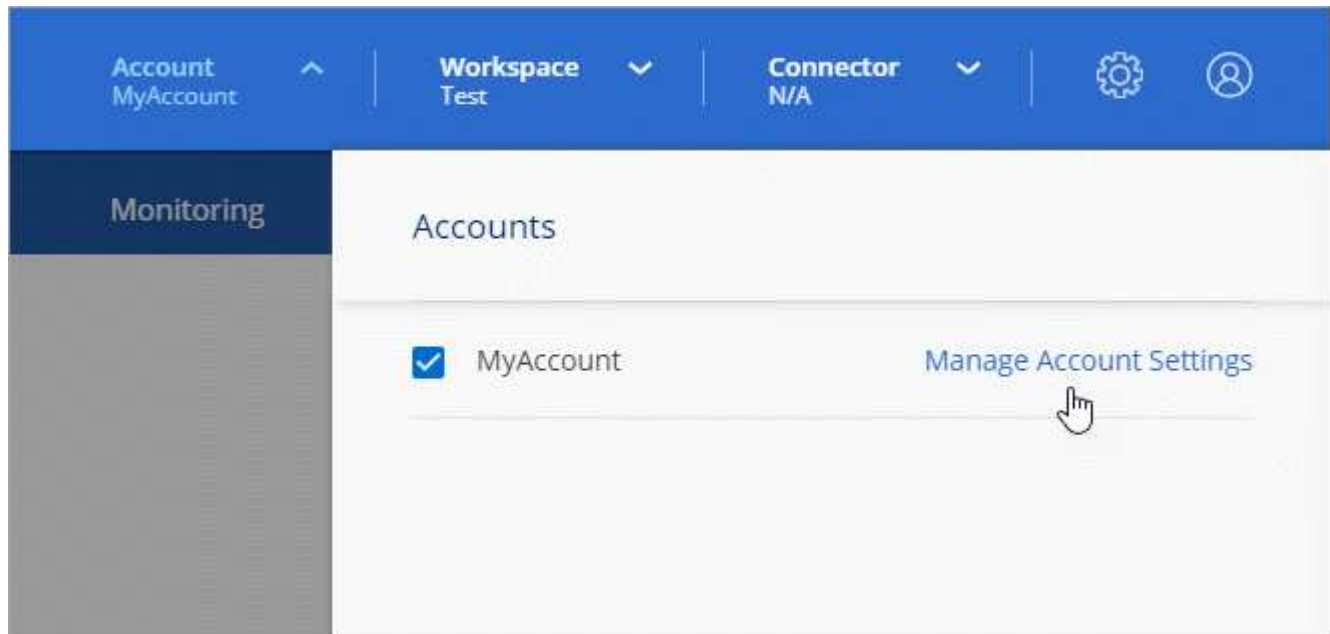 Account
MyAccount
Workspace
Test
Connector
N/A
Monitoring
Accounts
MyAccount
Manage Account Settings